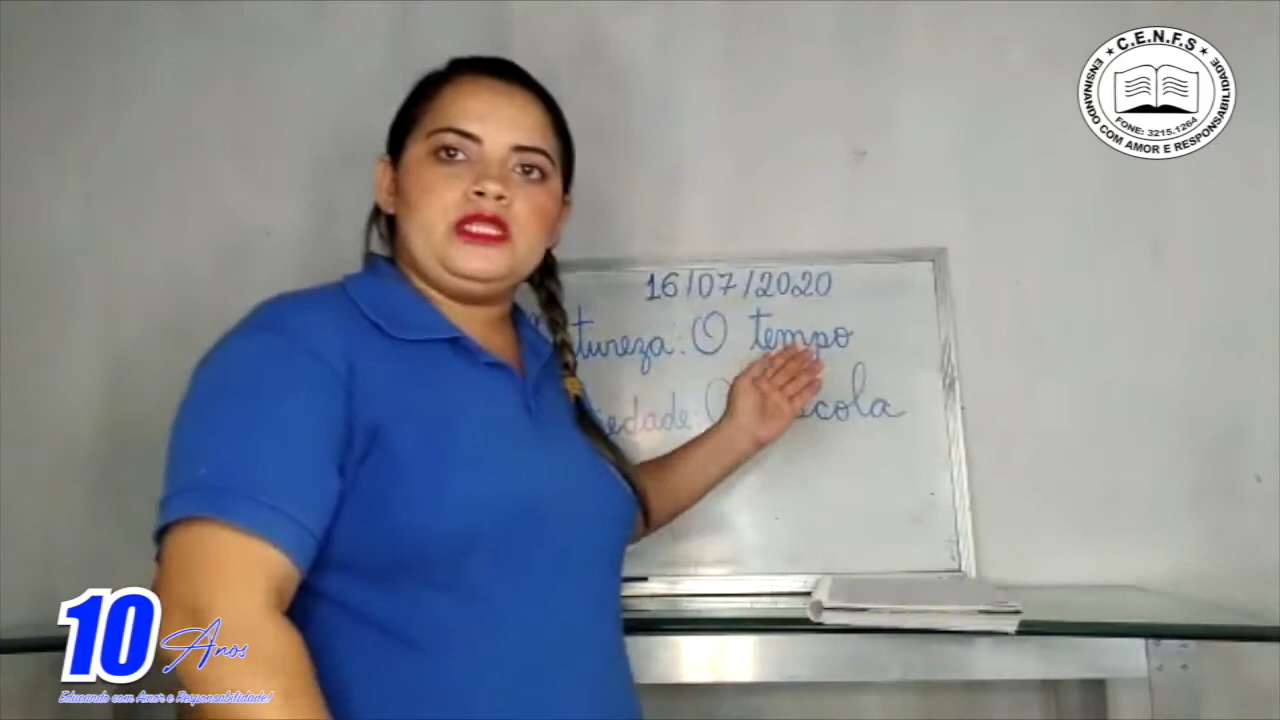 ★ C.E.N.F.S ★
ENSINANDO COM AMOR E RESPONSABILIDADE
FONE: 3215.1264
16/07/2020
tureza: O tempo
iedade: cola
10 Anos
Educando com Amor e Responsabilidade!